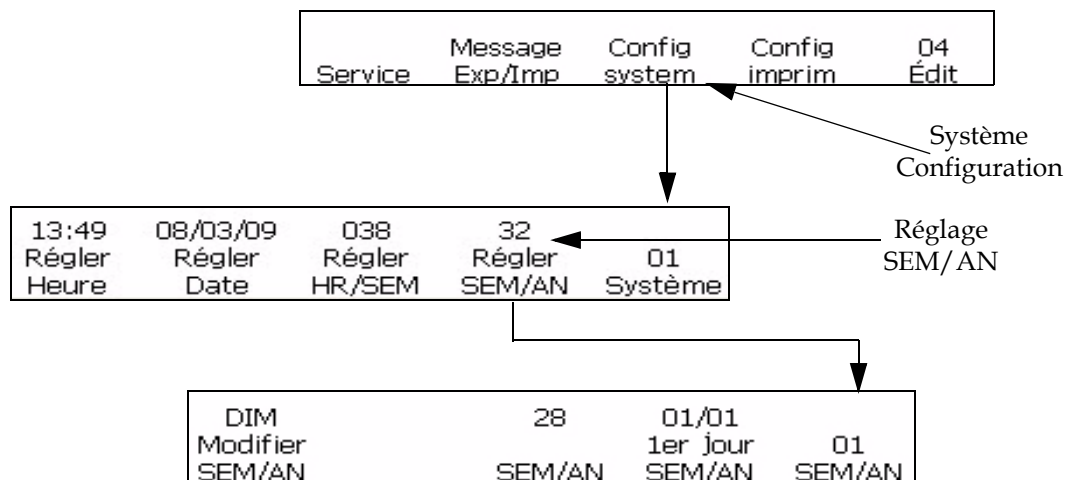 Message Config Config 04
Service Exp/Imp system imprim Édit
Système
Configuration
13:49 08/03/09 038 32
Régler Régler Régler Régler 01
Heure Date HR/SEM SEM/AN Système
Réglage
SEM/AN
DIM 28 01/01
Modifier 1er jour 01
SEM/AN SEM/AN SEM/AN SEM/AN